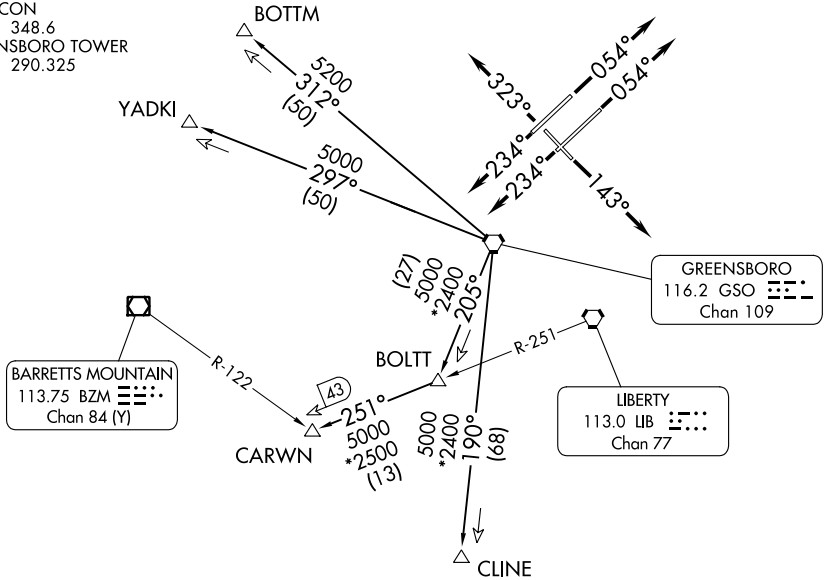 CON
348.6
NSBORO TOWER
290.325
BOTTM
5200
312°
(50)
YADKI
5000
297°
(50)
323°
054°
054°
234°
234°
143°
GREENSBORO
116.2 GSO
Chan 109
(27)
5000
*2400
205°
BOLTT
R-251
LIBERTY
113.0 LIB
Chan 77
BARRETTS MOUNTAIN
113.75 BZM
Chan 84 (Y)
R-122
43
251°
5000
*2500
(13)
CARWN
5000
*2400
190°
(68)
CLINE